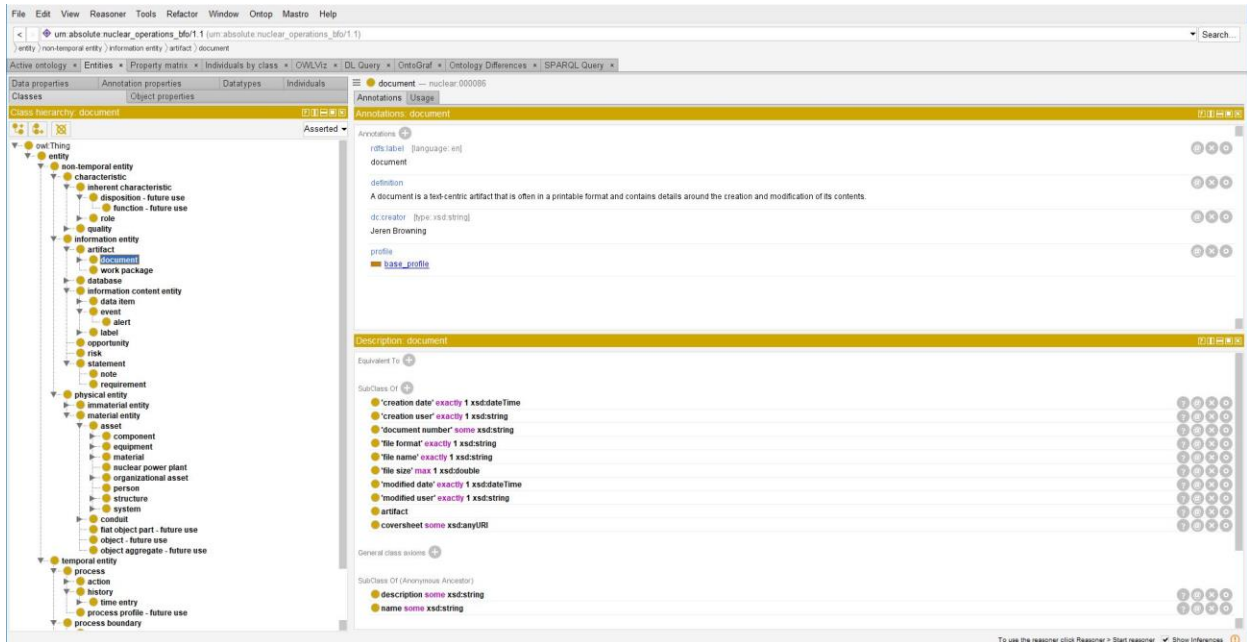 File Edit View Reasoner Tools Refactor Window Ontop Mastro Help
< > urn:absolute:nuclear_operations_bfo/1.1 (urn:absolute:nuclear_operations_bfo/1.1) Search...
entity 〉non-temporal entity 〉information entity 〉artifact 〉document
Active ontology × Entities × Property matrix × Individuals by class × OWLViz × DL Query × OntoGraf × Ontology Differences × SPARQL Query ×
Data properties Annotation properties Datatypes Individuals
Classes Object properties
Class hierarchy: document
Asserted
owl:Thing
entity
non-temporal entity
characteristic
inherent characteristic
disposition - future use
function - future use
role
quality
information entity
artifact
document
work package
database
information content entity
data item
event
alert
label
opportunity
risk
statement
note
requirement
physical entity
immaterial entity
material entity
asset
component
equipment
material
nuclear power plant
organizational asset
person
structure
system
conduit
fiat object part - future use
object - future use
object aggregate - future use
temporal entity
process
action
history
time entry
process profile - future use
process boundary
document — nuclear:000086
Annotations Usage
Annotations: document
Annotations
rdfs:label [language: en]
document
definition
A document is a text-centric artifact that is often in a printable format and contains details around the creation and modification of its contents.
dc:creator [type: xsd:string]
Jeren Browning
profile
base_profile
Description: document
Equivalent To
SubClass Of
'creation date' exactly 1 xsd:dateTime
'creation user' exactly 1 xsd:string
'document number' some xsd:string
'file format' exactly 1 xsd:string
'file name' exactly 1 xsd:string
'file size' max 1 xsd:double
'modified date' exactly 1 xsd:dateTime
'modified user' exactly 1 xsd:string
artifact
coversheet some xsd:anyURI
General class axioms
SubClass Of (Anonymous Ancestor)
description some xsd:string
name some xsd:string
To use the reasoner click Reasoner > Start reasoner ✔ Show Inferences